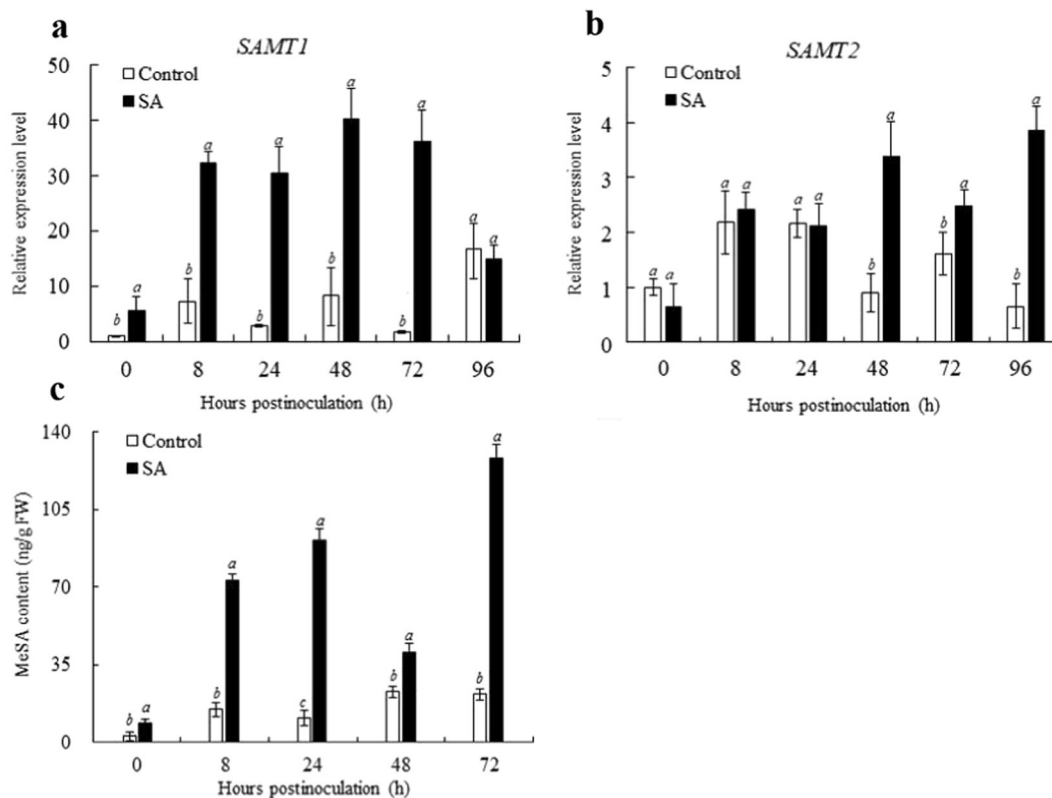 a
SAMT1
Relative expression level
50
40
30
20
10
0
Control
SA
b
a
b
a
b
a
b
a
b
a
a
a
0 8 24 48 72 96
Hours postinoculation (h)
b
SAMT2
Relative expression level
5
4
3
2
1
0
Control
SA
a
a
a
a
a
a
b
a
b
a
b
a
0 8 24 48 72 96
Hours postinoculation (h)
c
MeSA content (ng/g FW)
140
105
70
35
0
Control
SA
b
a
b
a
c
a
b
a
b
a
0 8 24 48 72
Hours postinoculation (h)